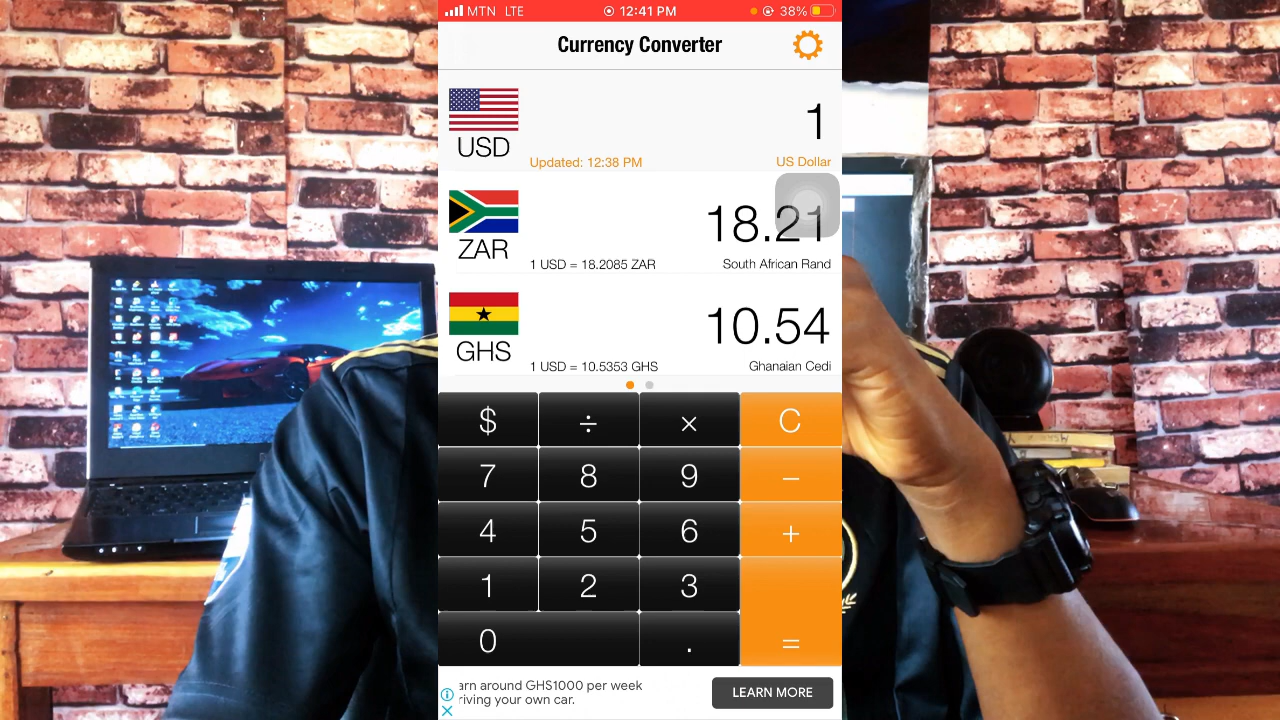 MTN LTE 12:41 PM 38%
Currency Converter
1
USD
Updated: 12:38 PM US Dollar
18.21
ZAR
1 USD = 18.2085 ZAR South African Rand
10.54
GHS
1 USD = 10.5353 GHS Ghanaian Cedi
$ ÷ × C
7 8 9 −
4 5 6 +
1 2 3
0 . =
arn around GHS1000 per week
riving your own car.
LEARN MORE